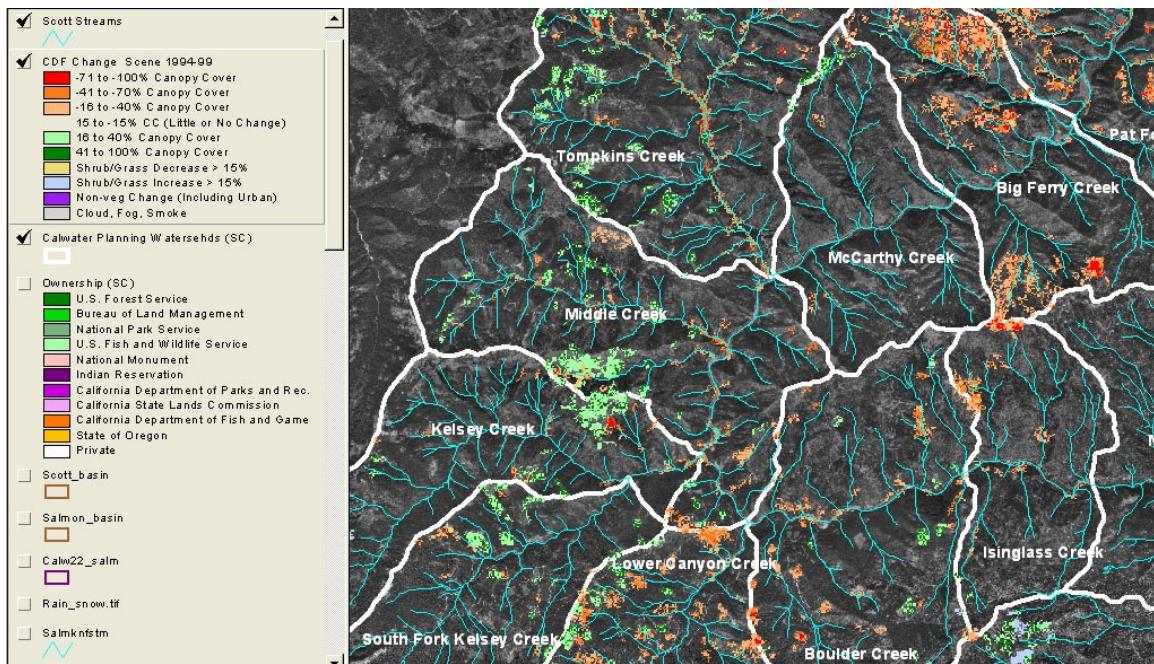 Scott Streams
CDF Change Scene 1994-99
-71 to -100% Canopy Cover
-41 to -70% Canopy Cover
-16 to -40% Canopy Cover
15 to -15% CC (Little or No Change)
16 to 40% Canopy Cover
41 to 100% Canopy Cover
Shrub/Grass Decrease > 15%
Shrub/Grass Increase > 15%
Non-veg Change (Including Urban)
Cloud, Fog, Smoke
Calwater Planning Watersehds (SC)
Ownership (SC)
U.S. Forest Service
Bureau of Land Management
National Park Service
U.S. Fish and Wildlife Service
National Monument
Indian Reservation
California Department of Parks and Rec.
California State Lands Commission
California Department of Fish and Game
State of Oregon
Private
Scott_basin
Salmon_basin
Calw22_salm
Rain_snow.tif
Salmknfstm
Pat Fo
Tompkins Creek
Big Ferry Creek
McCarthy Creek
Middle Creek
Kelsey Creek
M
Isinglass Creek
Lower Canyon Creek
South Fork Kelsey Creek
Boulder Creek